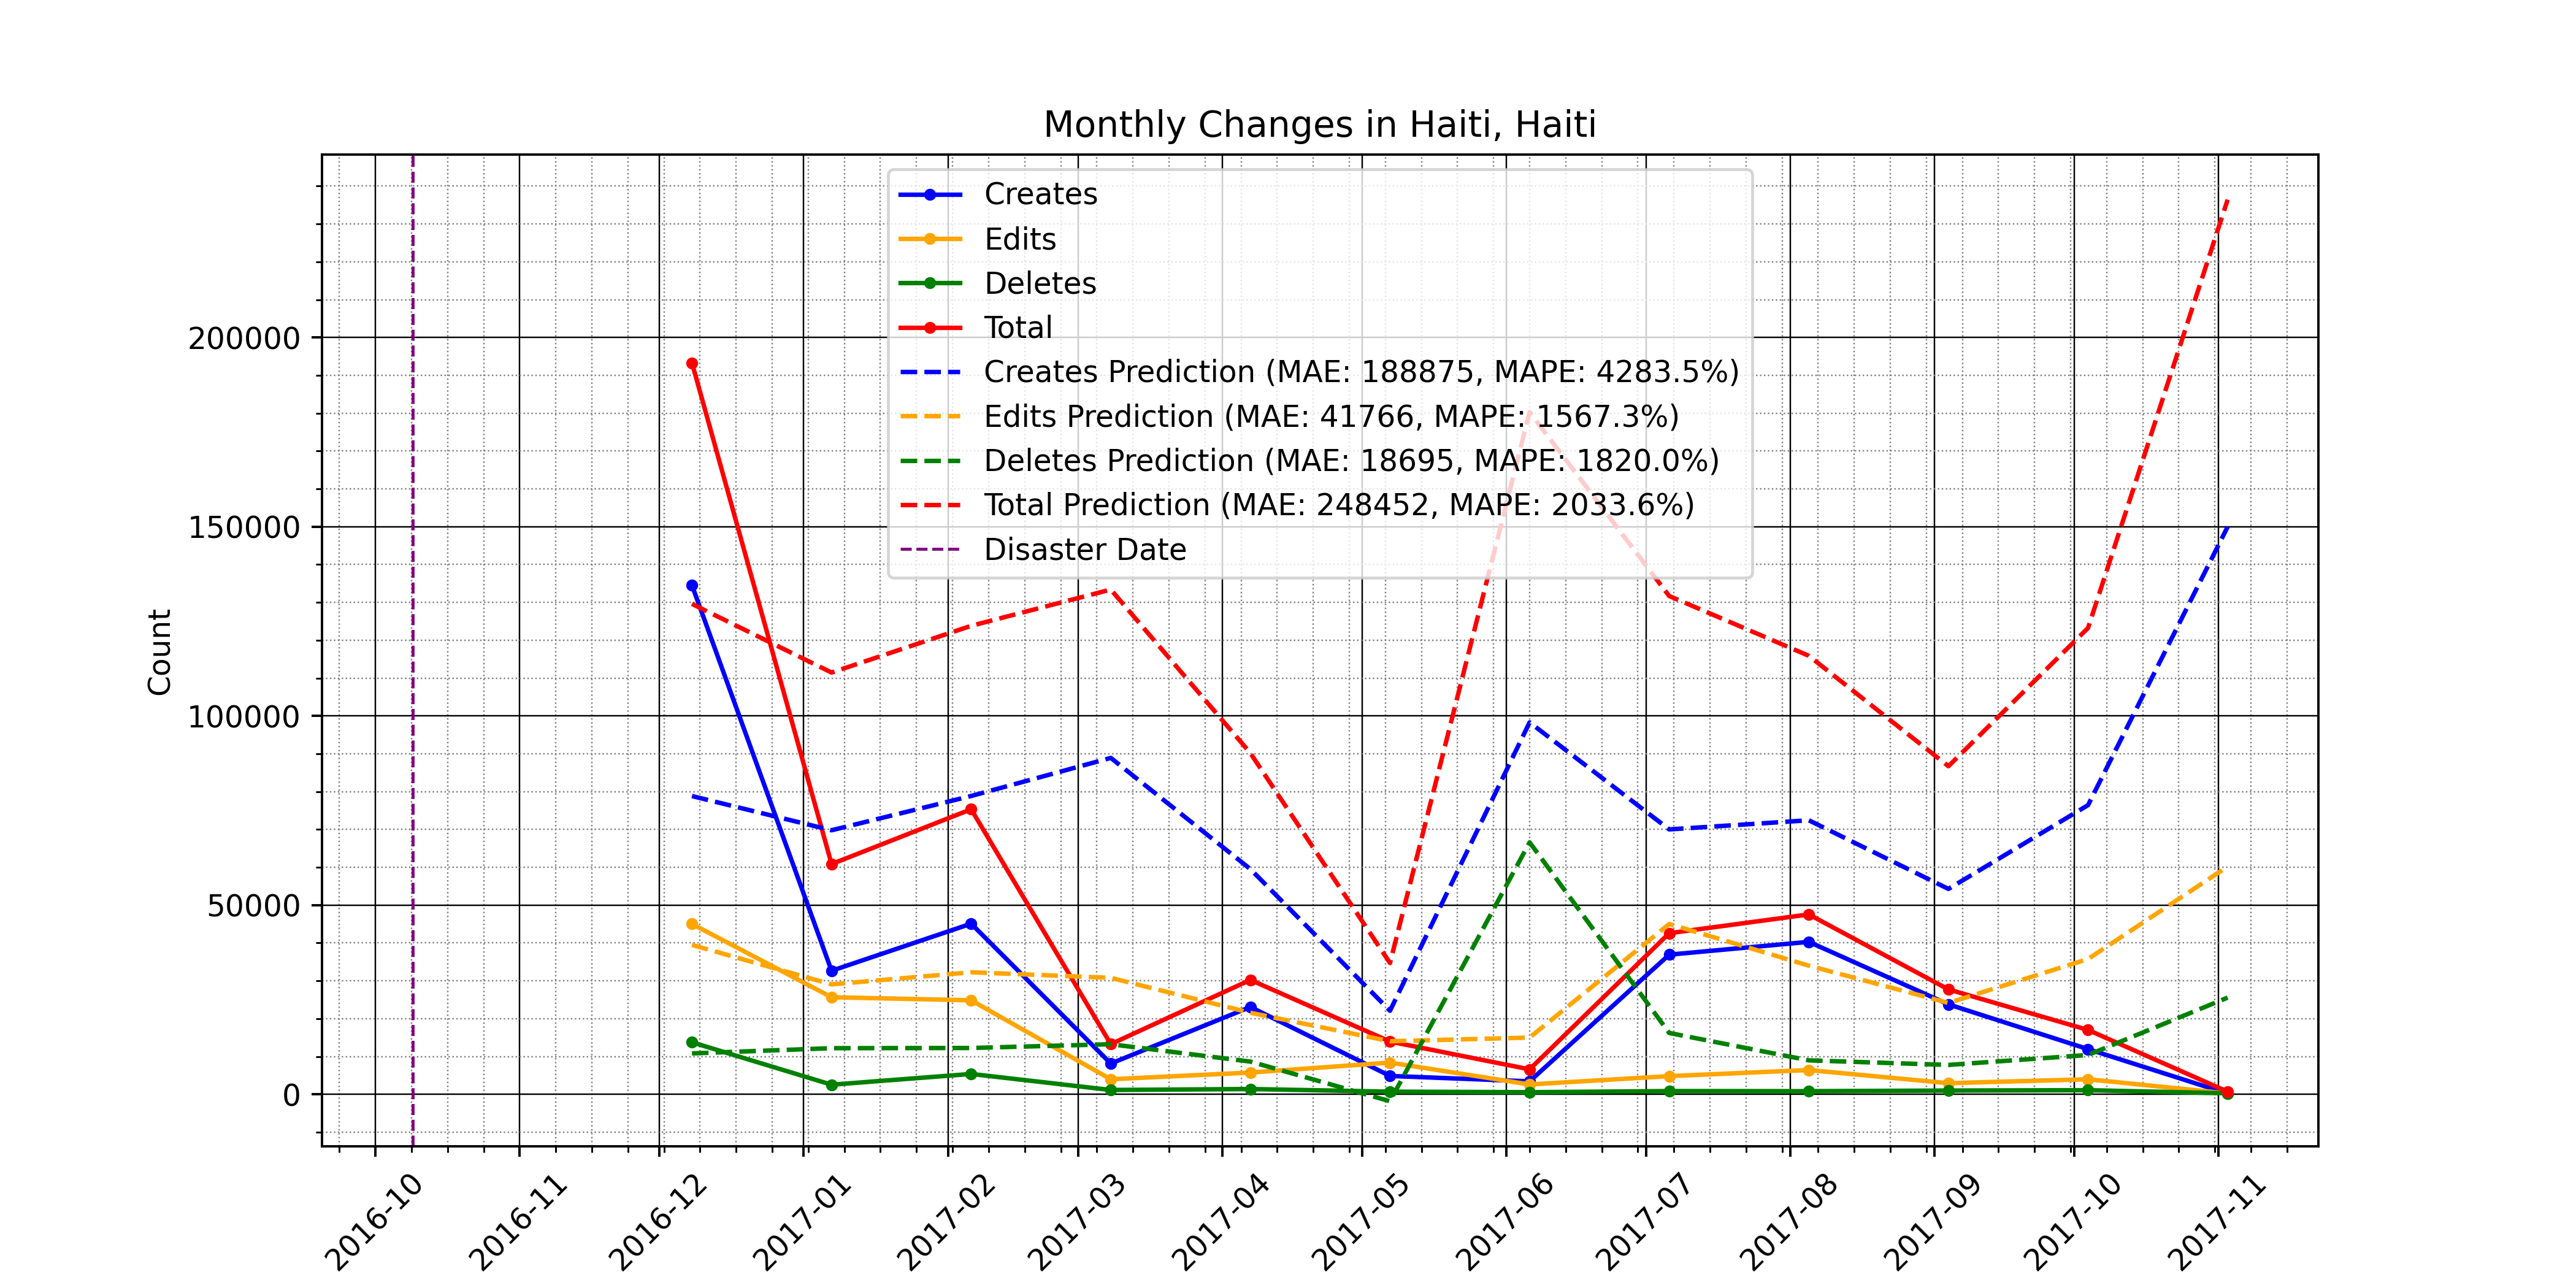 Monthly Changes in Haiti, Haiti
Creates
Edits
Deletes
Total
Creates Prediction (MAE: 188875, MAPE: 4283.5%)
Edits Prediction (MAE: 41766, MAPE: 1567.3%)
Deletes Prediction (MAE: 18695, MAPE: 1820.0%)
Total Prediction (MAE: 248452, MAPE: 2033.6%)
Disaster Date
Count
200000
150000
100000
50000
0
2016-10
2016-11
2016-12
2017-01
2017-02
2017-03
2017-04
2017-05
2017-06
2017-07
2017-08
2017-09
2017-10
2017-11